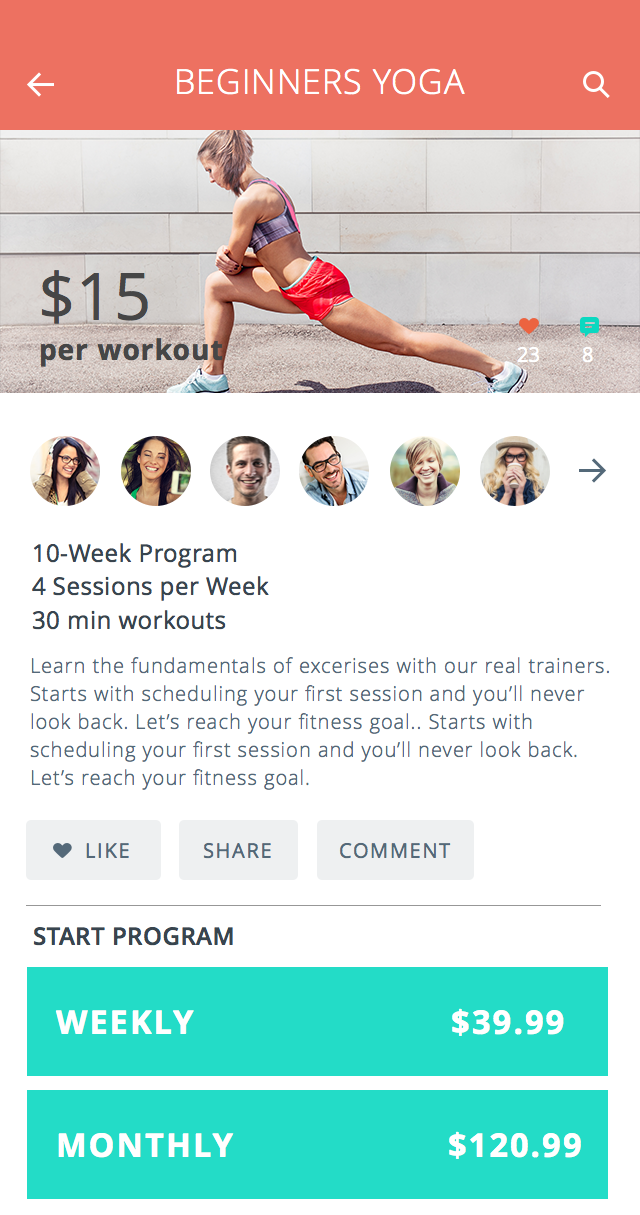 BEGINNERS YOGA
$15
per workout
23 8
10-Week Program
4 Sessions per Week
30 min workouts
Learn the fundamentals of excerises with our real trainers.
Starts with scheduling your first session and you’ll never
look back. Let’s reach your fitness goal.. Starts with
scheduling your first session and you’ll never look back.
Let’s reach your fitness goal.
LIKE SHARE COMMENT
START PROGRAM
WEEKLY $39.99
MONTHLY $120.99